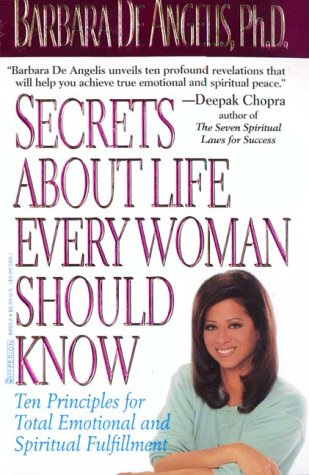 BARBARA DE ANGELIS, PH.D.
“Barbara De Angelis unveils ten profound revelations that
will help you achieve true emotional and spiritual peace.”
—Deepak Chopra
author of
The Seven Spiritual
Laws for Success
SECRETS
ABOUT LIFE
EVERY WOMAN
SHOULD
KNOW
Ten Principles for
Total Emotional and
Spiritual Fulfillment
HYPERION